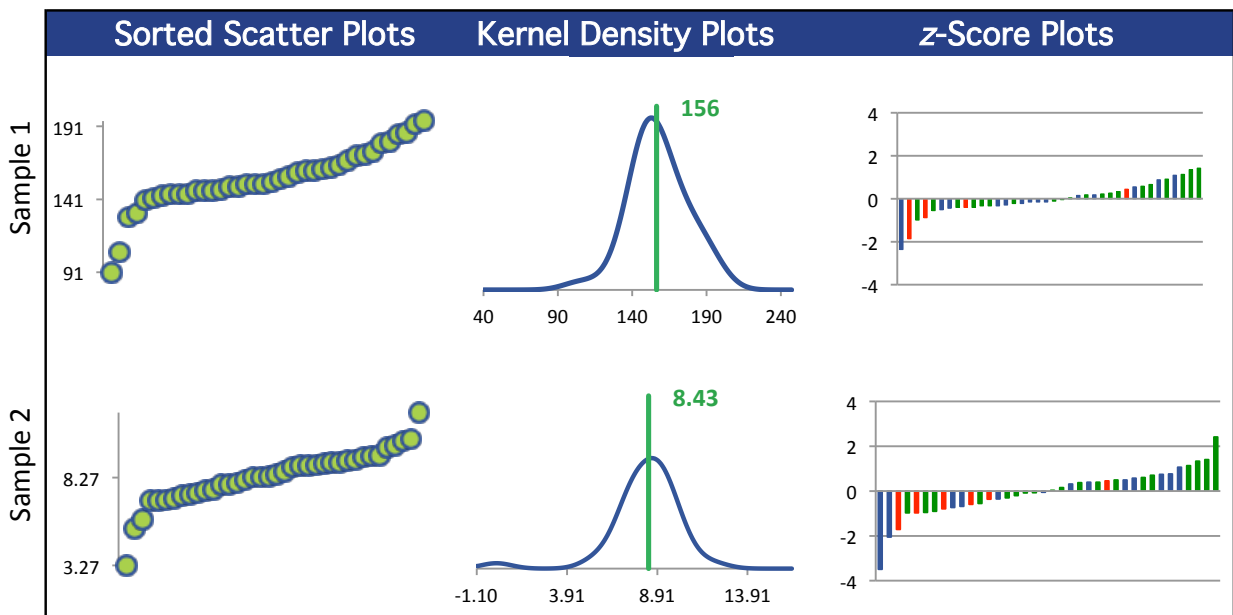 Sorted Scatter Plots
Kernel Density Plots
z-Score Plots
Sample 1
191
141
91
156
40 90 140 190 240
4
2
0
-2
-4
Sample 2
8.27
3.27
8.43
-1.10 3.91 8.91 13.91
4
2
0
-2
-4